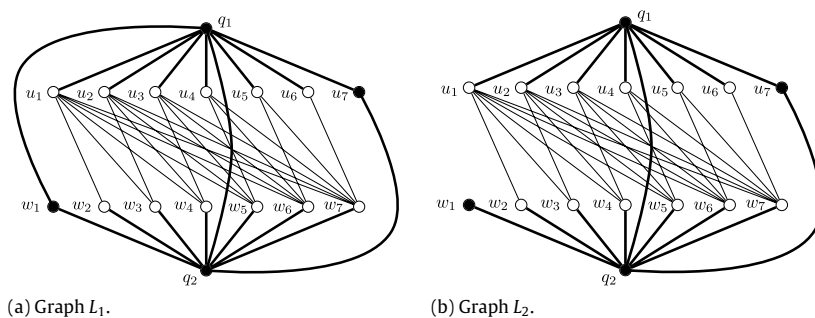 q₁ q₁
u₁ u₂ u₃ u₄ u₅ u₆ u₇ u₁ u₂ u₃ u₄ u₅ u₆ u₇
w₁ w₂ w₃ w₄ w₅ w₆ w₇ w₁ w₂ w₃ w₄ w₅ w₆ w₇
q₂ q₂
(a) Graph L₁. (b) Graph L₂.